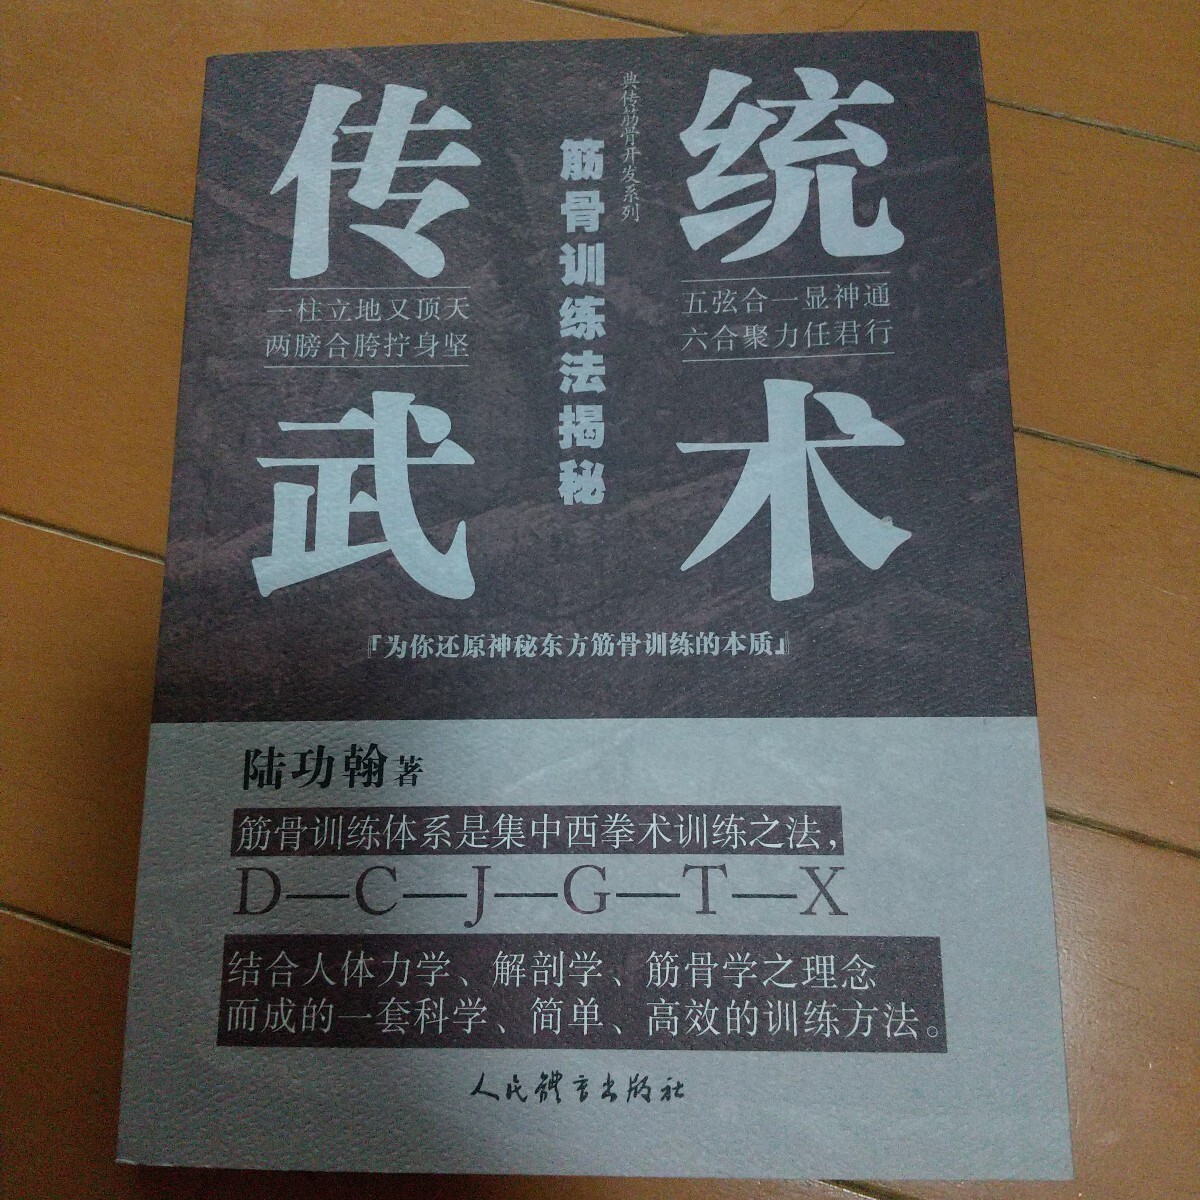 传统
武术
典传筋骨开发系列
筋骨训练法揭秘
一柱立地又顶天
两膀合胯拧身坚
五弦合一显神通
六合聚力任君行
『为你还原神秘东方筋骨训练的本质』
陆功翰著
筋骨训练体系是集中西拳术训练之法，
D—C—J—G—T—X
结合人体力学、解剖学、筋骨学之理念
而成的一套科学、简单、高效的训练方法。
人民體育出版社